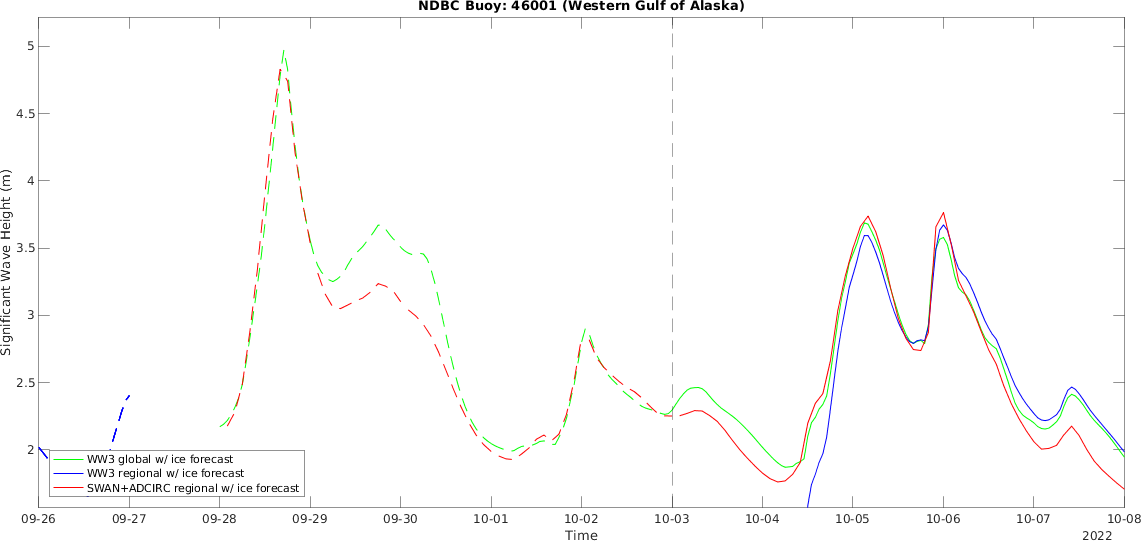 NDBC Buoy: 46001 (Western Gulf of Alaska)
Significant Wave Height (m)
5
4.5
4
3.5
3
2.5
2
WW3 global w/ ice forecast
WW3 regional w/ ice forecast
SWAN+ADCIRC regional w/ ice forecast
09-26 09-27 09-28 09-29 09-30 10-01 10-02 10-03 10-04 10-05 10-06 10-07 10-08
Time
2022